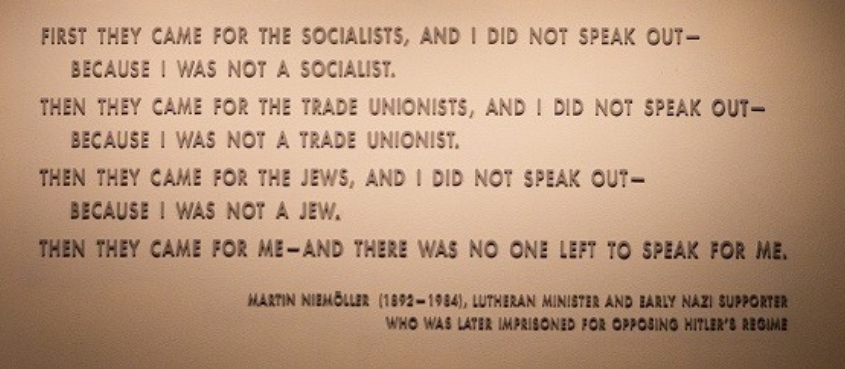 FIRST THEY CAME FOR THE SOCIALISTS, AND I DID NOT SPEAK OUT—
BECAUSE I WAS NOT A SOCIALIST.
THEN THEY CAME FOR THE TRADE UNIONISTS, AND I DID NOT SPEAK OUT—
BECAUSE I WAS NOT A TRADE UNIONIST.
THEN THEY CAME FOR THE JEWS, AND I DID NOT SPEAK OUT—
BECAUSE I WAS NOT A JEW.
THEN THEY CAME FOR ME—AND THERE WAS NO ONE LEFT TO SPEAK FOR ME.
MARTIN NIEMÖLLER (1892–1984), LUTHERAN MINISTER AND EARLY NAZI SUPPORTER
WHO WAS LATER IMPRISONED FOR OPPOSING HITLER'S REGIME